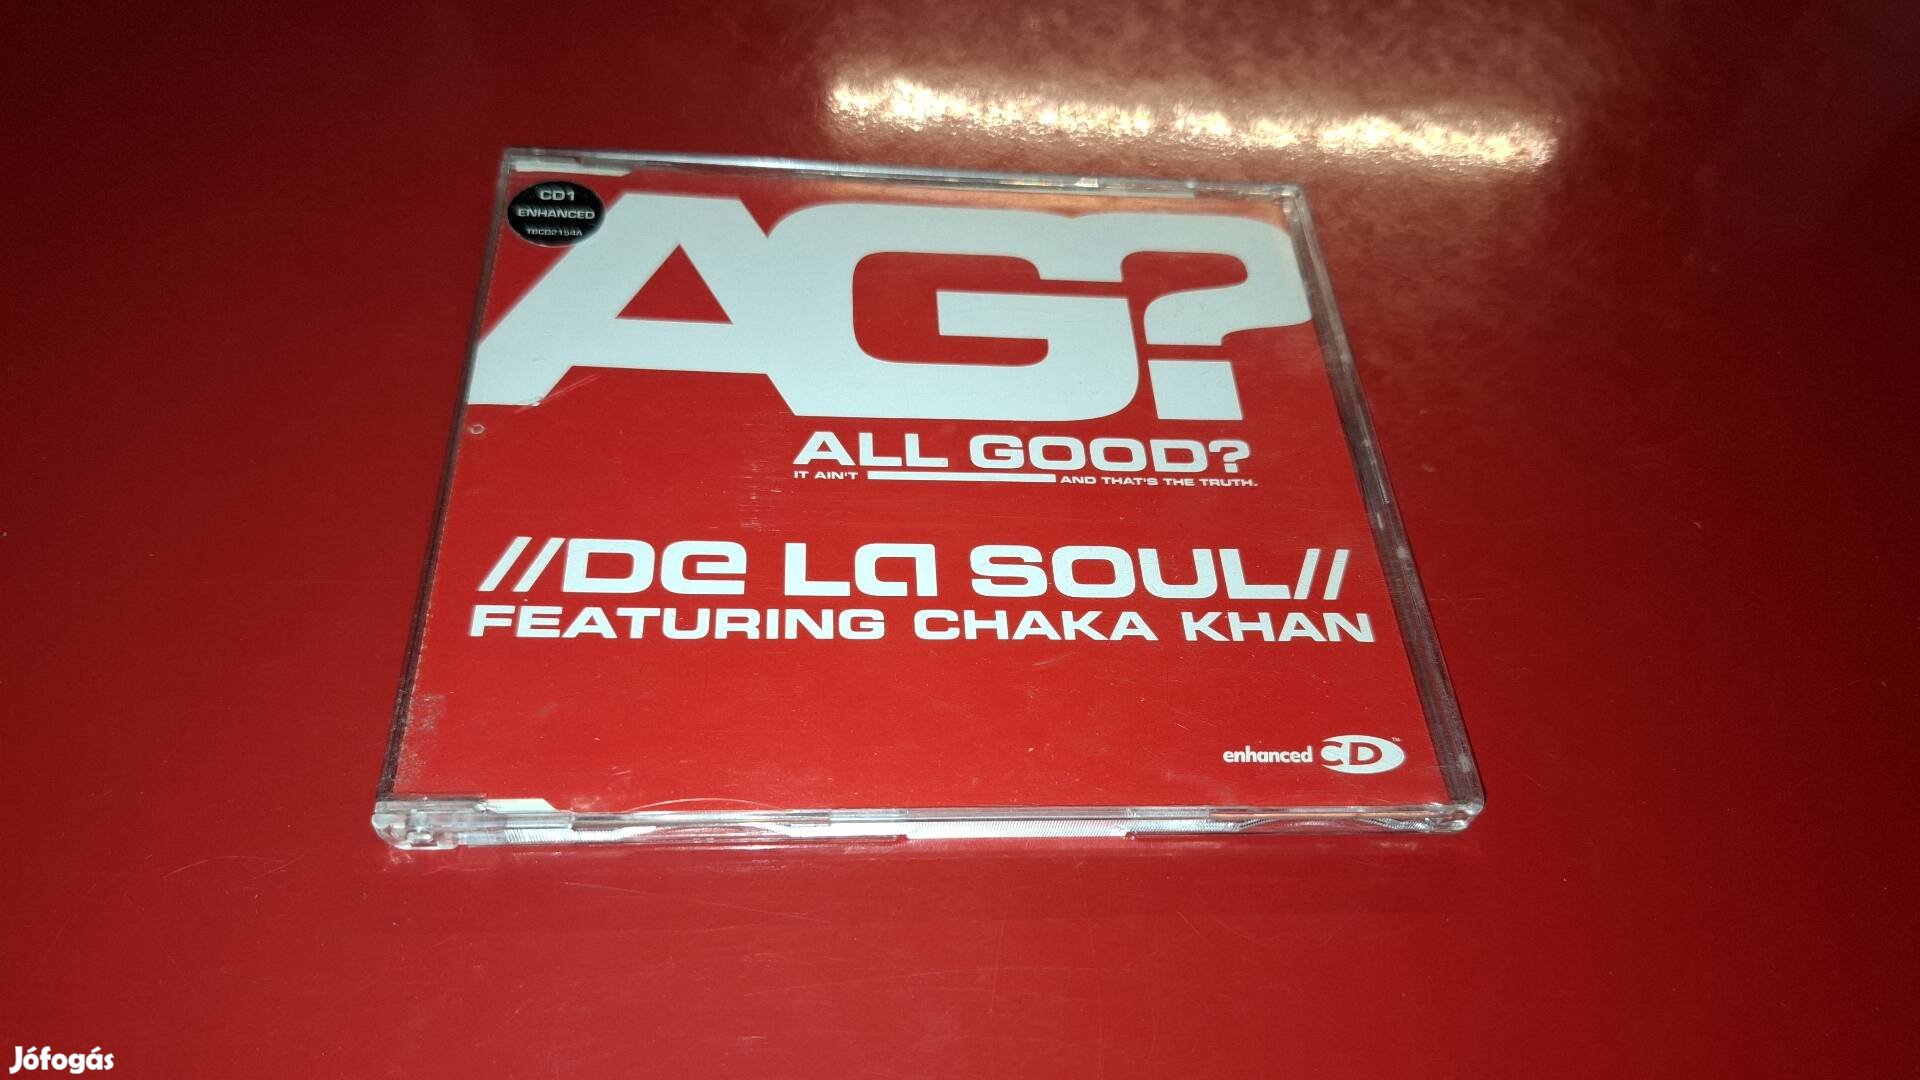 CD1
ENHANCED
TBCD2154A
AG?
ALL GOOD?
IT AIN'T AND THAT'S THE TRUTH.
//De La SOUL//
FEATURING CHAKA KHAN
enhanced CD™
Jófogás